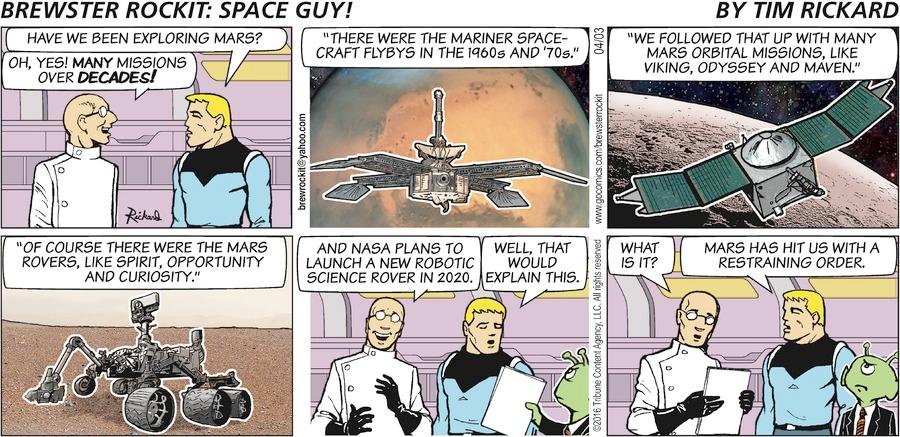 BREWSTER ROCKIT: SPACE GUY!
BY TIM RICKARD
HAVE WE BEEN EXPLORING MARS?
OH, YES! MANY MISSIONS
OVER DECADES!
Rickard
"THERE WERE THE MARINER SPACE-
CRAFT FLYBYS IN THE 1960s AND '70s."
brewrockit@yahoo.com
04/03
"WE FOLLOWED THAT UP WITH MANY
MARS ORBITAL MISSIONS, LIKE
VIKING, ODYSSEY AND MAVEN."
www.gocomics.com/brewsterrockit
"OF COURSE THERE WERE THE MARS
ROVERS, LIKE SPIRIT, OPPORTUNITY
AND CURIOSITY."
AND NASA PLANS TO
LAUNCH A NEW ROBOTIC
SCIENCE ROVER IN 2020.
WELL, THAT
WOULD
EXPLAIN THIS.
©2016 Tribune Content Agency, LLC. All rights reserved
WHAT
IS IT?
MARS HAS HIT US WITH A
RESTRAINING ORDER.